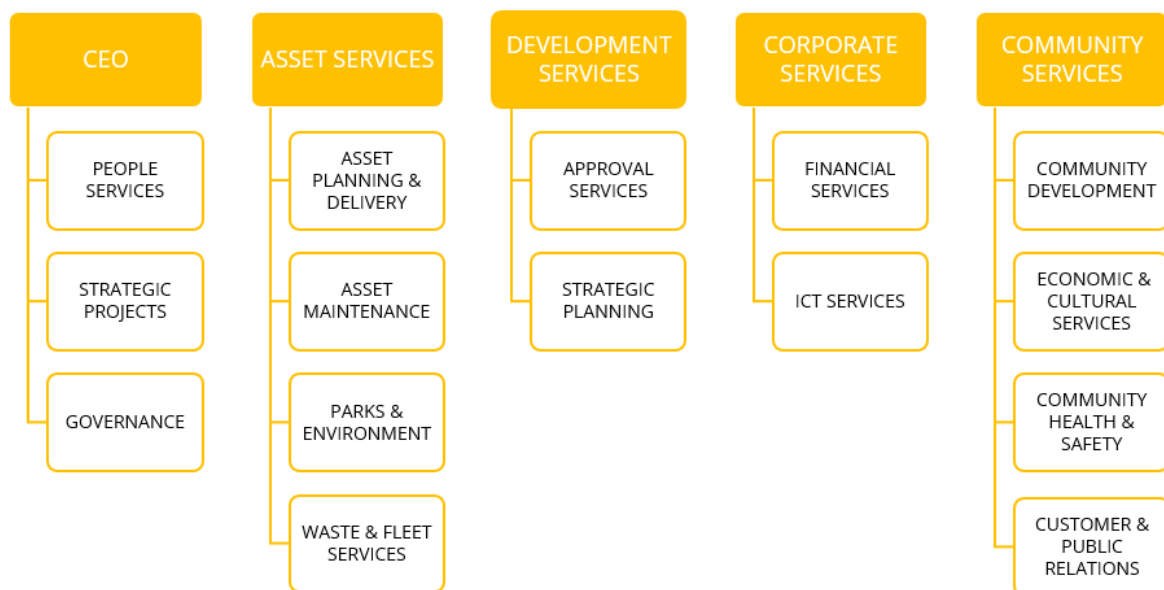 CEO
PEOPLE
SERVICES
STRATEGIC
PROJECTS
GOVERNANCE
ASSET SERVICES
ASSET
PLANNING &
DELIVERY
ASSET
MAINTENANCE
PARKS &
ENVIRONMENT
WASTE & FLEET
SERVICES
DEVELOPMENT
SERVICES
APPROVAL
SERVICES
STRATEGIC
PLANNING
CORPORATE
SERVICES
FINANCIAL
SERVICES
ICT SERVICES
COMMUNITY
SERVICES
COMMUNITY
DEVELOPMENT
ECONOMIC &
CULTURAL
SERVICES
COMMUNITY
HEALTH &
SAFETY
CUSTOMER &
PUBLIC
RELATIONS